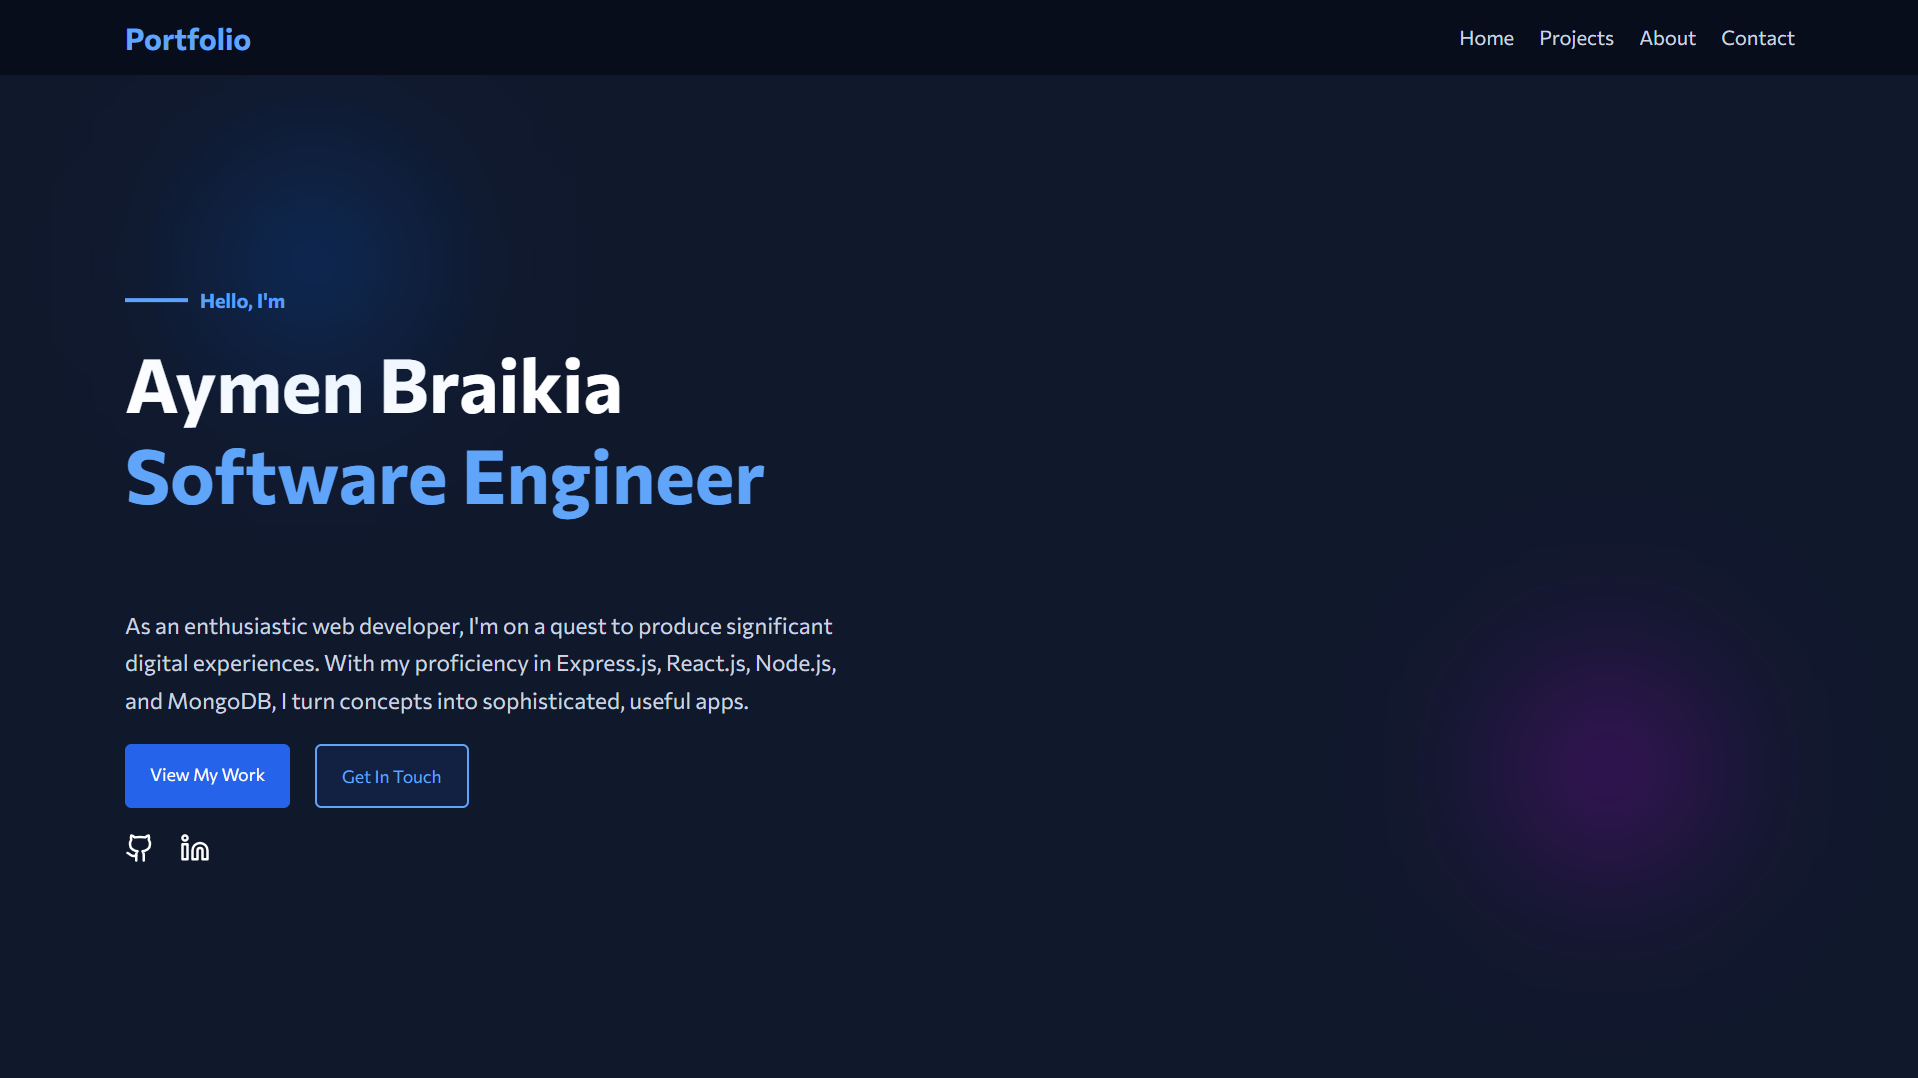 Portfolio
Home Projects About Contact
Hello, I'm
Aymen Braikia
Software Engineer
As an enthusiastic web developer, I'm on a quest to produce significant
digital experiences. With my proficiency in Express.js, React.js, Node.js,
and MongoDB, I turn concepts into sophisticated, useful apps.
View My Work
Get In Touch